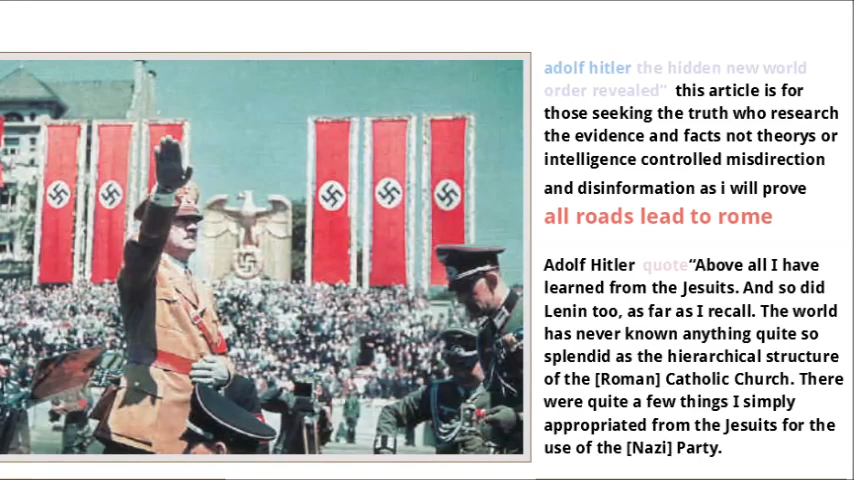 adolf hitler the hidden new world
order revealed" this article is for
those seeking the truth who research
the evidence and facts not theorys or
intelligence controlled misdirection
and disinformation as i will prove
all roads lead to rome
Adolf Hitler quote“Above all I have
learned from the Jesuits. And so did
Lenin too, as far as I recall. The world
has never known anything quite so
splendid as the hierarchical structure
of the [Roman] Catholic Church. There
were quite a few things I simply
appropriated from the Jesuits for the
use of the [Nazi] Party.